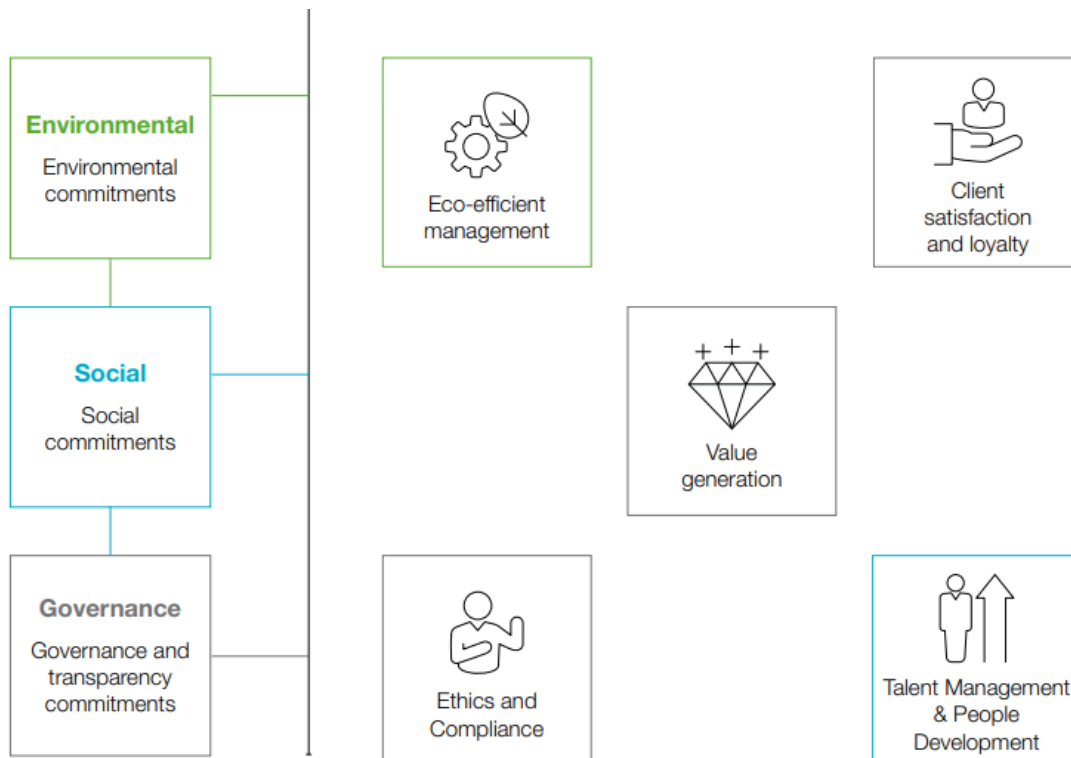 Environmental
Environmental
commitments
Social
Social
commitments
Governance
Governance and
transparency
commitments
Eco-efficient
management
Client
satisfaction
and loyalty
Value
generation
Ethics and
Compliance
Talent Management
& People
Development